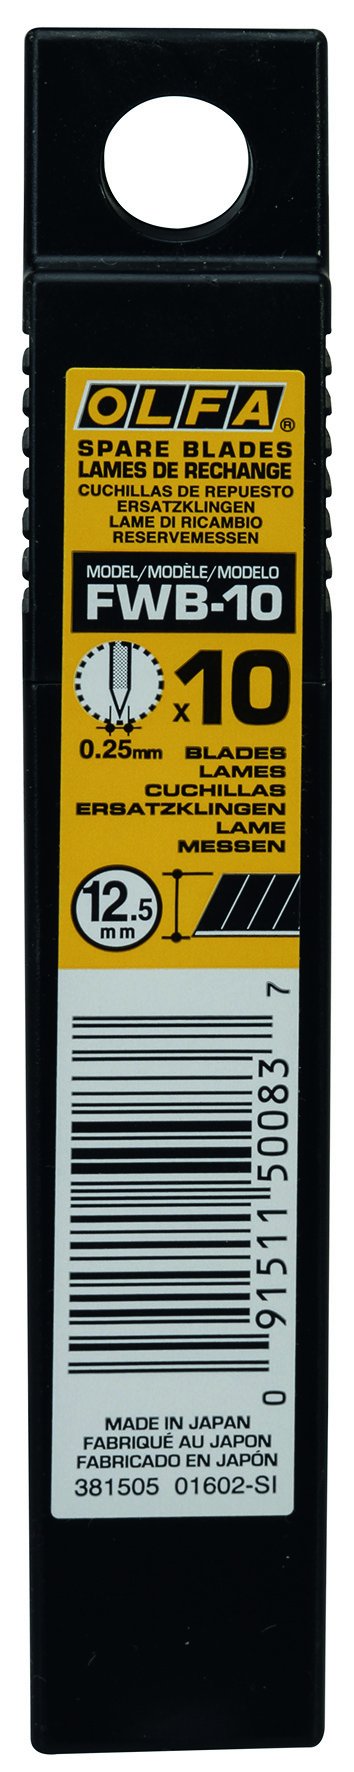 OLFA®
SPARE BLADES
LAMES DE RECHANGE
CUCHILLAS DE REPUESTO
ERSATZKLINGEN
LAME DI RICAMBIO
RESERVEMESSEN
MODEL/MODÈLE/MODELO
FWB-10
x10
0.25mm
BLADES
LAMES
CUCHILLAS
ERSATZKLINGEN
LAME
MESSEN
12.5
mm
0 91511 50083 7
MADE IN JAPAN
FABRIQUÉ AU JAPON
FABRICADO EN JAPÓN
381505 01602-SI